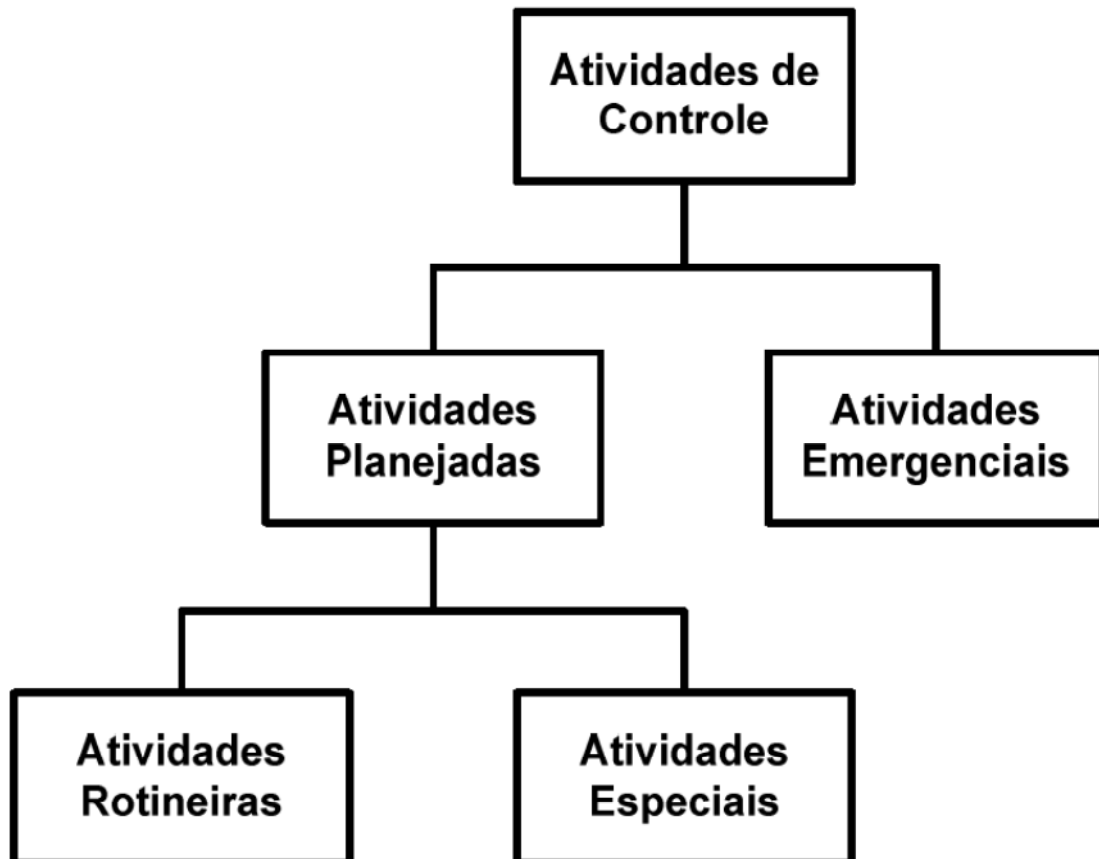 Atividades de
Controle
Atividades
Planejadas
Atividades
Emergenciais
Atividades
Rotineiras
Atividades
Especiais